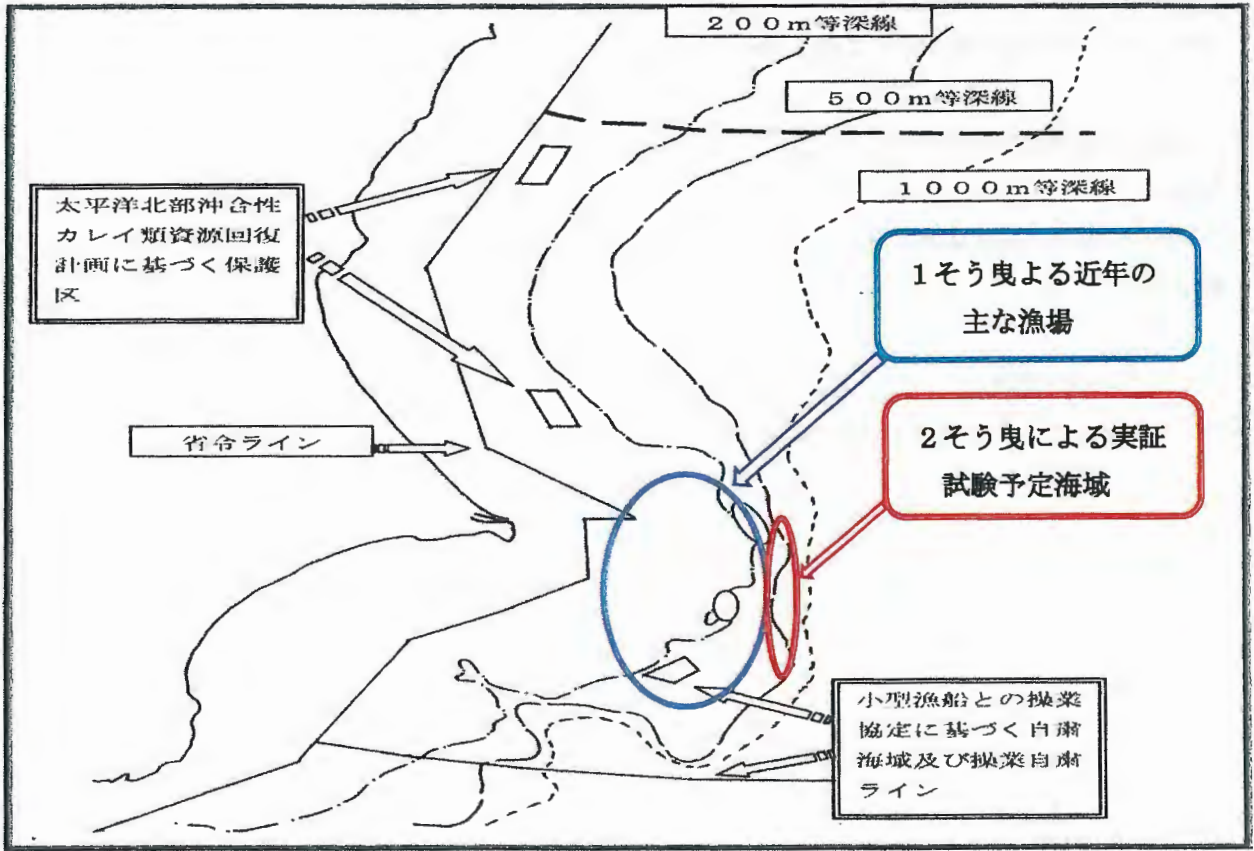 ２００ｍ等深線
５００ｍ等深線
１０００ｍ等深線
太平洋北部沖合性
カレイ類資源回復
計画に基づく保護
区
１そう曳よる近年の
主な漁場
２そう曳による実証
試験予定海域
省令ライン
小型漁船との操業
協定に基づく自粛
海域及び操業自粛
ライン